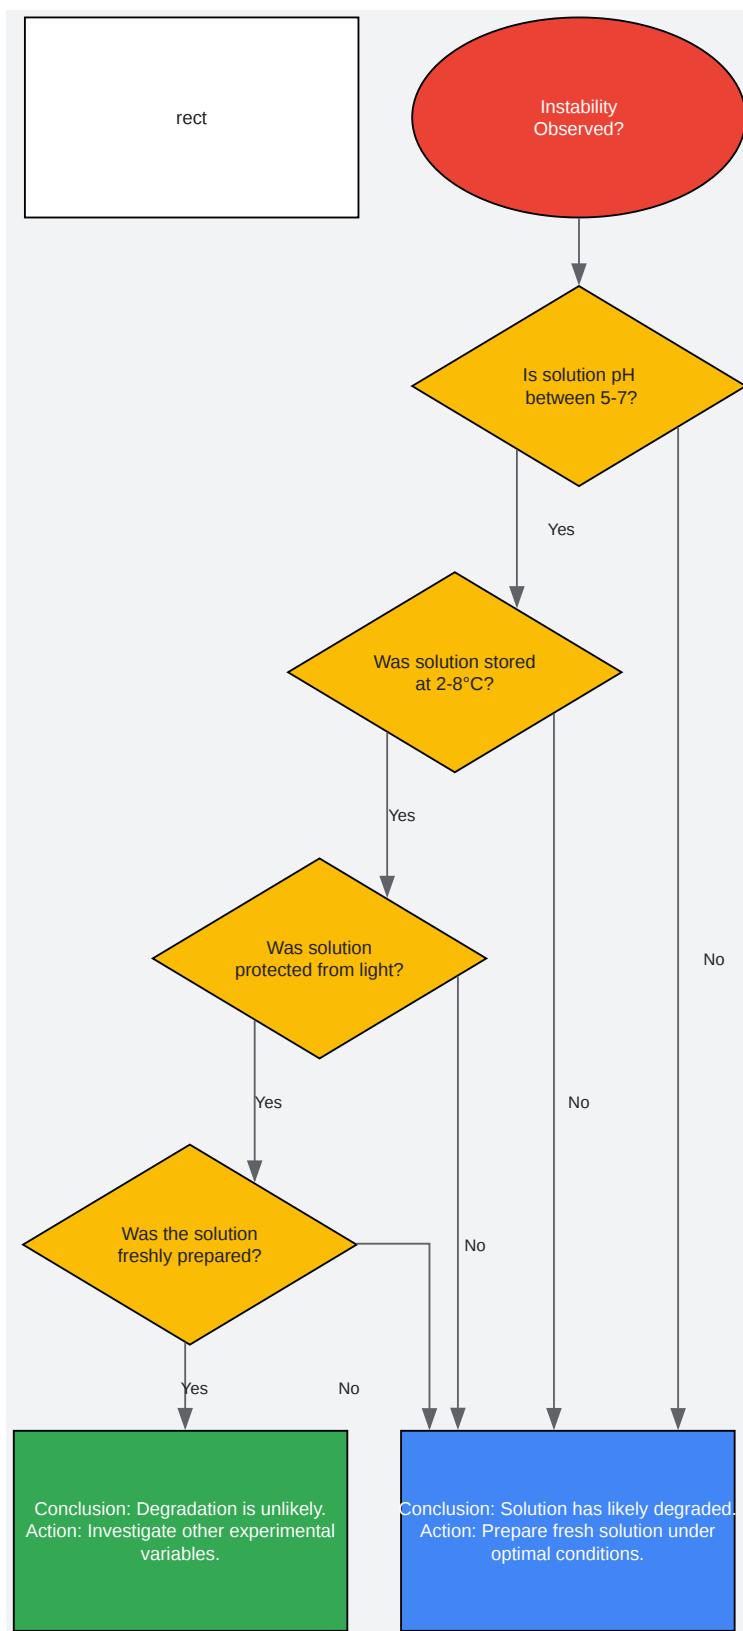 rect
Instability
Observed?
Is solution pH
between 5-7?
Yes
Was solution stored
at 2-8°C?
Yes
Was solution
protected from light?
No
Yes
No
Was the solution
freshly prepared?
No
Yes
No
Conclusion: Degradation is unlikely.
Action: Investigate other experimental
variables.
Conclusion: Solution has likely degraded.
Action: Prepare fresh solution under
optimal conditions.